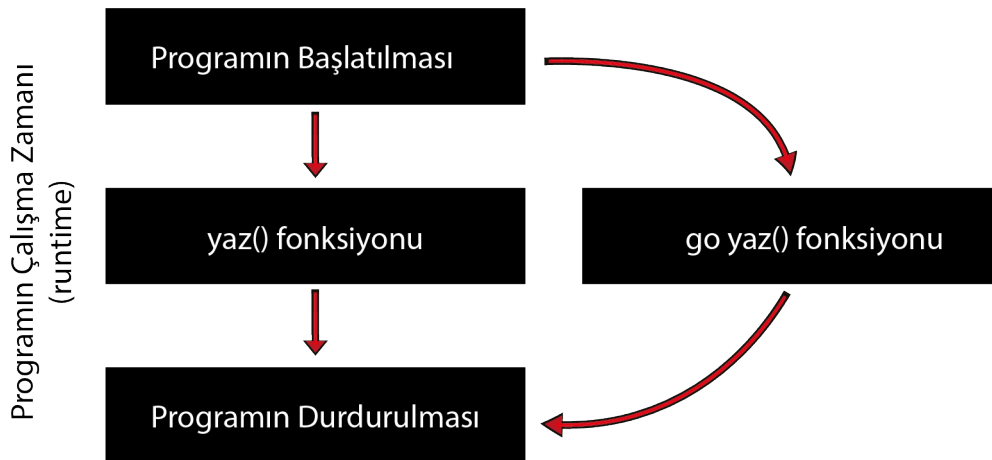 Programın Çalışma Zamanı
(runtime)
Programın Başlatılması
yaz() fonksiyonu
go yaz() fonksiyonu
Programın Durdurulması